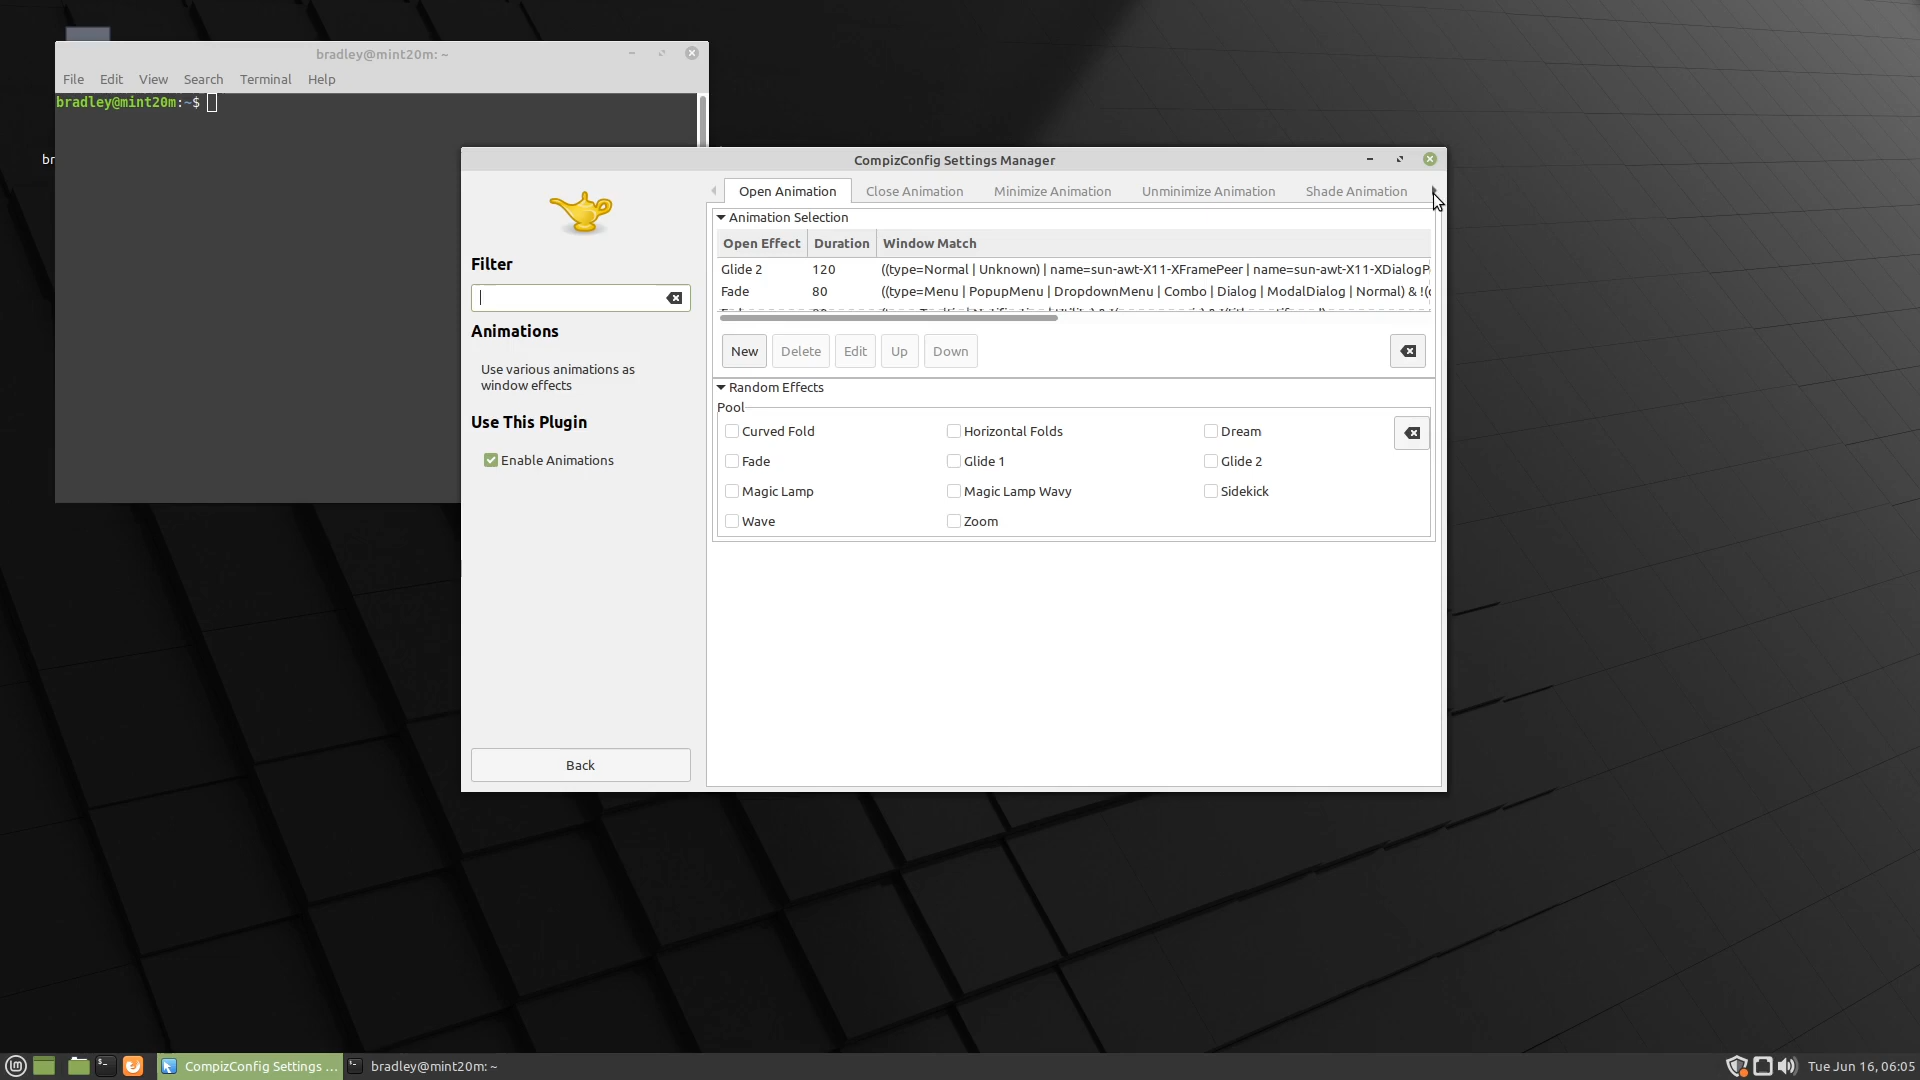 bradley@mint20m: ~
File Edit View Search Terminal Help
bradley@mint20m:~$
br
CompizConfig Settings Manager
Open Animation Close Animation Minimize Animation Unminimize Animation Shade Animation
Filter
Animations
Use various animations as
window effects
Use This Plugin
Enable Animations
Back
Animation Selection
Open Effect Duration Window Match
Glide 2 120 ((type=Normal | Unknown) | name=sun-awt-X11-XFramePeer | name=sun-awt-X11-XDialogP
Fade 80 ((type=Menu | PopupMenu | DropdownMenu | Combo | Dialog | ModalDialog | Normal) & !(
New Delete Edit Up Down
Random Effects
Pool
Curved Fold Horizontal Folds Dream
Fade Glide 1 Glide 2
Magic Lamp Magic Lamp Wavy Sidekick
Wave Zoom
CompizConfig Settings ... bradley@mint20m: ~ Tue Jun 16, 06:05